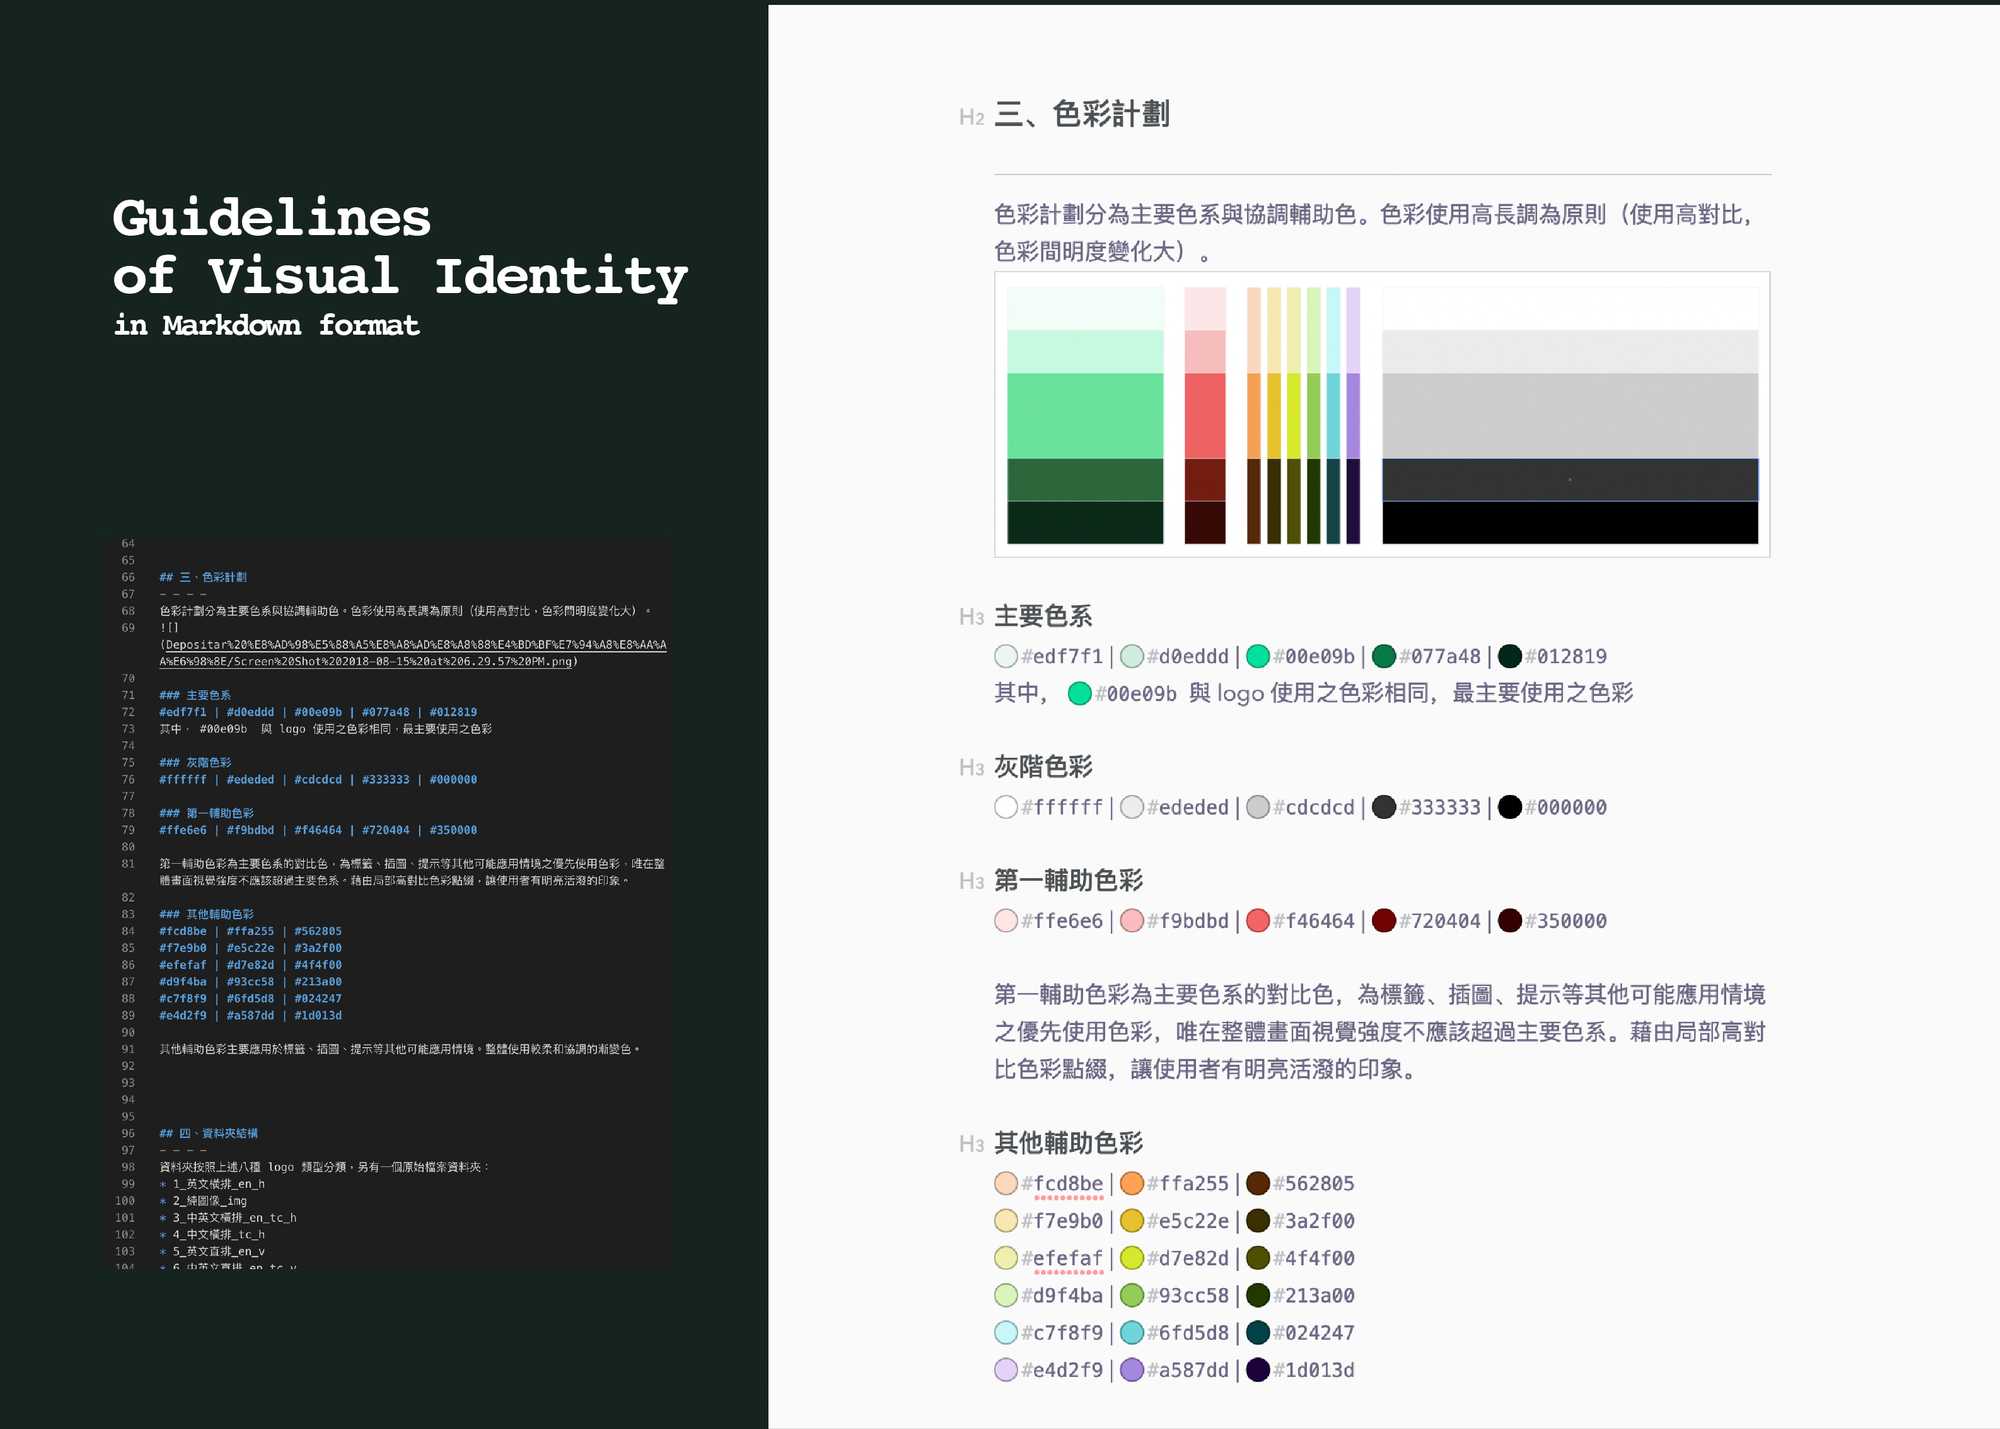 Guidelines
of Visual Identity
in Markdown format
64
65
66 ## 三、色彩計劃
67 - - - -
68 色彩計劃分為主要色系與協調輔助色。色彩使用高長調為原則（使用高對比，色彩間明度變化大）。
69 ![]
(Depositar%20%E8%AD%98%E5%88%A5%E8%A8%AD%E8%A8%88%E4%BD%BF%E7%94%A8%E8%AA%A
A%E6%98%8E/Screen%20Shot%202018-08-15%20at%206.29.57%20PM.png)
70
71 ### 主要色系
72 #edf7f1 | #d0eddd | #00e09b | #077a48 | #012819
73 其中， #00e09b 與 logo 使用之色彩相同，最主要使用之色彩
74
75 ### 灰階色彩
76 #ffffff | #ededed | #cdcdcd | #333333 | #000000
77
78 ### 第一輔助色彩
79 #ffe6e6 | #f9bdbd | #f46464 | #720404 | #350000
80
81 第一輔助色彩為主要色系的對比色，為標籤、插圖、提示等其他可能應用情境之優先使用色彩，唯在整
體畫面視覺強度不應該超過主要色系。藉由局部高對比色彩點綴，讓使用者有明亮活潑的印象。
82
83 ### 其他輔助色彩
84 #fcd8be | #ffa255 | #562805
85 #f7e9b0 | #e5c22e | #3a2f00
86 #efefaf | #d7e82d | #4f4f00
87 #d9f4ba | #93cc58 | #213a00
88 #c7f8f9 | #6fd5d8 | #024247
89 #e4d2f9 | #a587dd | #1d013d
90
91 其他輔助色彩主要應用於標籤、插圖、提示等其他可能應用情境。整體使用較柔和協調的漸變色。
92
93
94
95
96 ## 四、資料夾結構
97 - - - -
98 資料夾按照上述八種 logo 類型分類，另有一個原始檔案資料夾：
99 * 1_英文橫排_en_h
100 * 2_純圖像_img
101 * 3_中英文橫排_en_tc_h
102 * 4_中文橫排_tc_h
103 * 5_英文直排_en_v
104 * 6_中英文直排_en_tc_v
H2 三、色彩計劃
色彩計劃分為主要色系與協調輔助色。色彩使用高長調為原則（使用高對比，
色彩間明度變化大）。
H3 主要色系
#edf7f1 | #d0eddd | #00e09b | #077a48 | #012819
其中， #00e09b 與 logo 使用之色彩相同，最主要使用之色彩
H3 灰階色彩
#ffffff | #ededed | #cdcdcd | #333333 | #000000
H3 第一輔助色彩
#ffe6e6 | #f9bdbd | #f46464 | #720404 | #350000
第一輔助色彩為主要色系的對比色，為標籤、插圖、提示等其他可能應用情境
之優先使用色彩，唯在整體畫面視覺強度不應該超過主要色系。藉由局部高對
比色彩點綴，讓使用者有明亮活潑的印象。
H3 其他輔助色彩
#fcd8be | #ffa255 | #562805
#f7e9b0 | #e5c22e | #3a2f00
#efefaf | #d7e82d | #4f4f00
#d9f4ba | #93cc58 | #213a00
#c7f8f9 | #6fd5d8 | #024247
#e4d2f9 | #a587dd | #1d013d